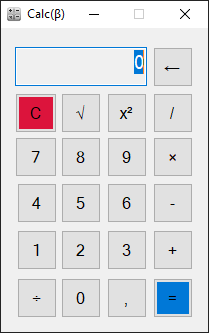 Calc(β)
0 ←
C √ x² /
7 8 9 ×
4 5 6 -
1 2 3 +
÷ 0 , =